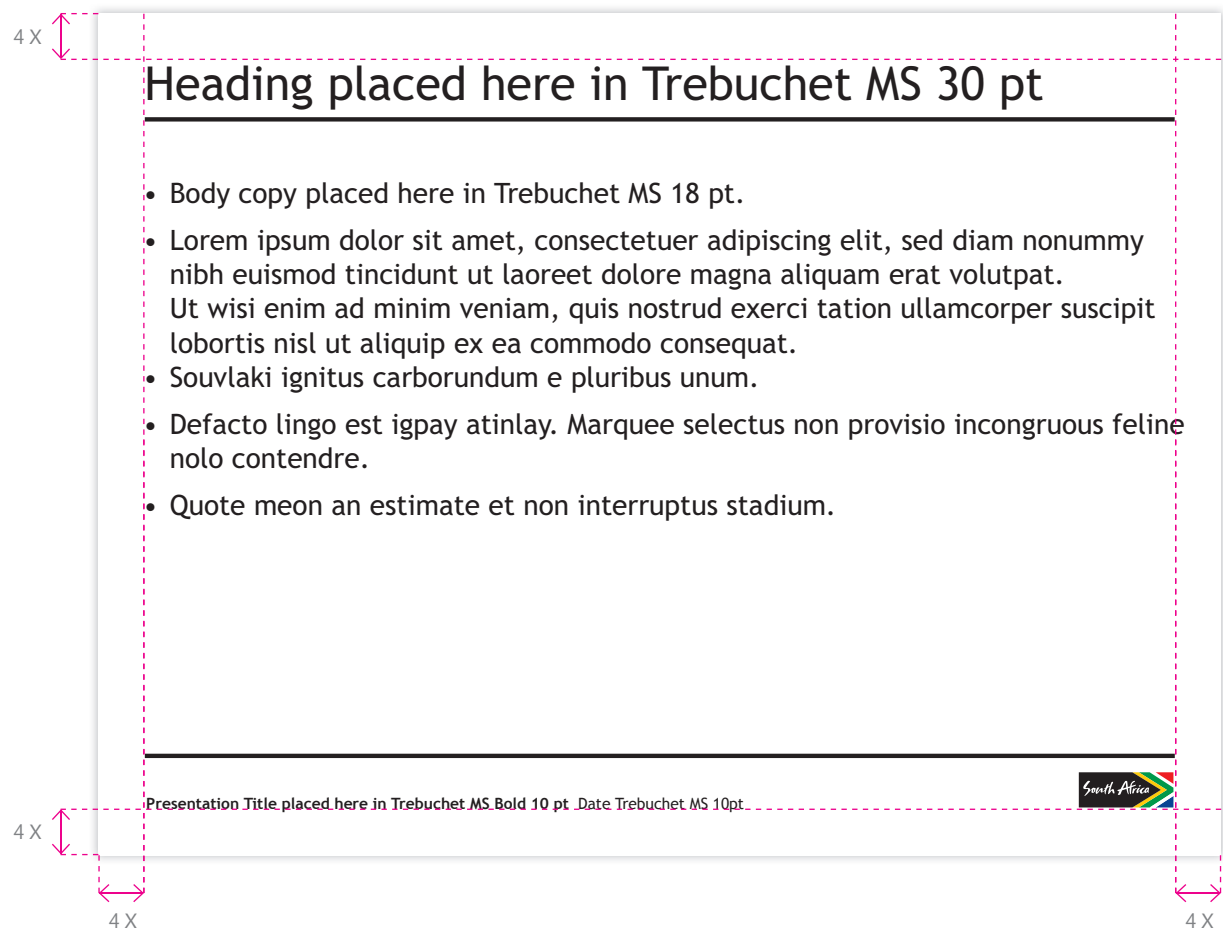 4 X
Heading placed here in Trebuchet MS 30 pt
• Body copy placed here in Trebuchet MS 18 pt.
• Lorem ipsum dolor sit amet, consectetuer adipiscing elit, sed diam nonummy
nibh euismod tincidunt ut laoreet dolore magna aliquam erat volutpat.
Ut wisi enim ad minim veniam, quis nostrud exerci tation ullamcorper suscipit
lobortis nisl ut aliquip ex ea commodo consequat.
• Souvlaki ignitus carborundum e pluribus unum.
• Defacto lingo est igpay atinlay. Marquee selectus non provisio incongruous feline
nolo contendre.
• Quote meon an estimate et non interruptus stadium.
South Africa
Presentation Title placed here in Trebuchet MS Bold 10 pt Date Trebuchet MS 10pt
4 X
4 X
4 X